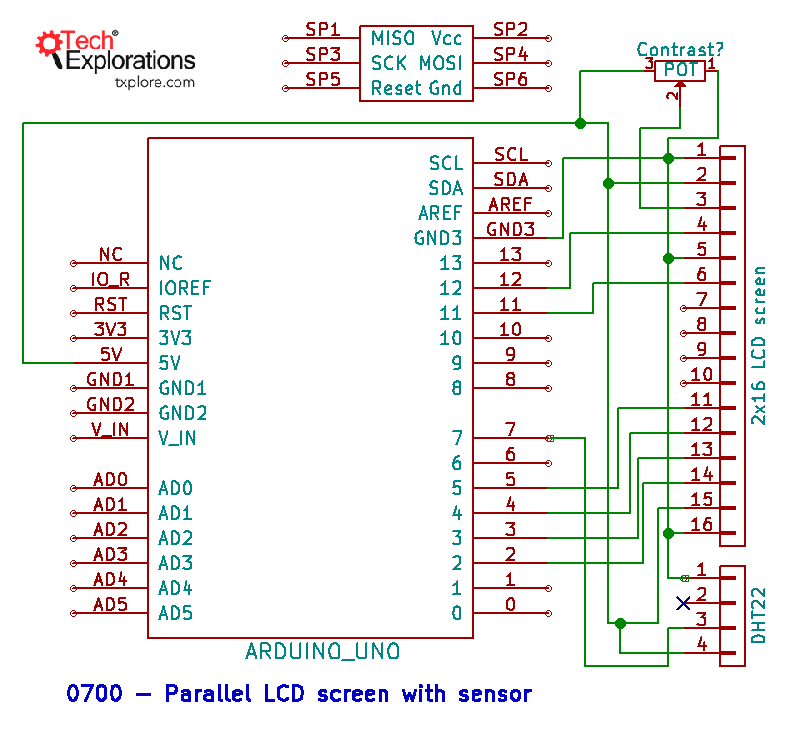 Tech®
Explorations
txplore.com
SP1 MISO Vcc SP2
SP3 SCK MOSI SP4
SP5 Reset Gnd SP6
Contrast?
3 POT 1
2
SCL SCL
SDA SDA
AREF AREF
GND3 GND3
NC NC 13 13
IO_R IOREF 12 12
RST RST 11 11
3V3 3V3 10 10
5V 5V 9 9
GND1 GND1 8 8
GND2 GND2
V_IN V_IN 7 7
6 6
AD0 AD0 5 5
AD1 AD1 4 4
AD2 AD2 3 3
AD3 AD3 2 2
AD4 AD4 1 1
AD5 AD5 0 0
ARDUINO_UNO
1
2
3
4
5
6
7
8
9
10
11
12
13
14
15
16
2x16 LCD screen
1
2
3
4
DHT22
0700 – Parallel LCD screen with sensor